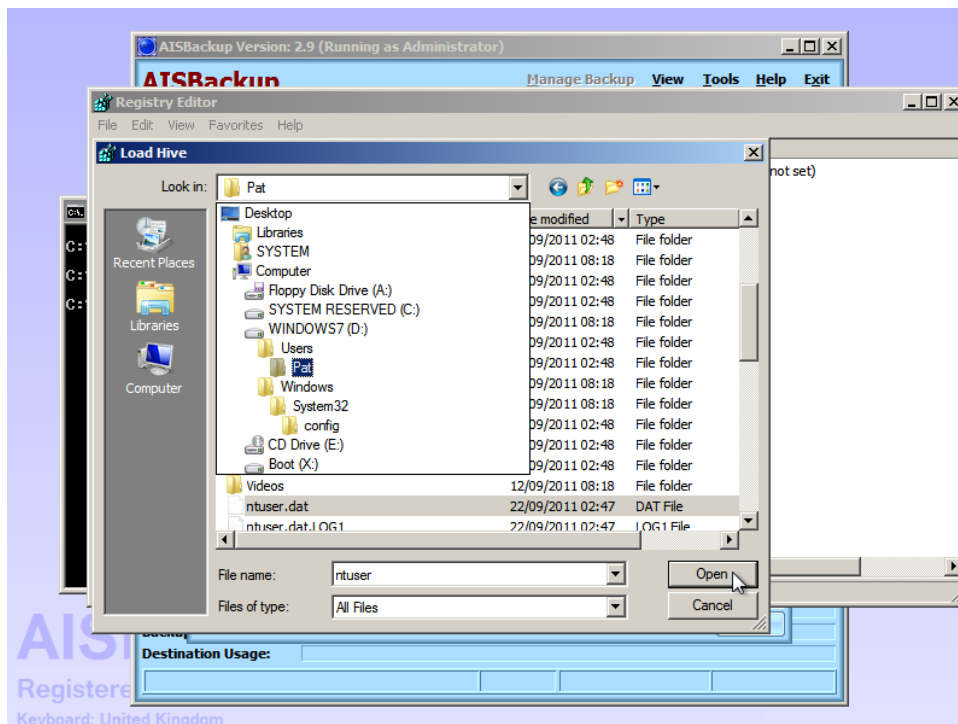 AISBackup Version: 2.9 (Running as Administrator)
AISBackup
Manage Backup View Tools Help Exit
Registry Editor
File Edit View Favorites Help
Load Hive
not set)
Look in: Pat
Desktop
Libraries
SYSTEM
Computer
Floppy Disk Drive (A:)
SYSTEM RESERVED (C:)
WINDOWS7 (D:)
Users
Pat
Windows
System32
config
CD Drive (E:)
Boot (X:)
Recent Places
Libraries
Computer
e modified Type
09/2011 02:48 File folder
09/2011 08:18 File folder
09/2011 02:48 File folder
09/2011 02:48 File folder
09/2011 08:18 File folder
09/2011 02:48 File folder
09/2011 02:48 File folder
09/2011 08:18 File folder
09/2011 08:18 File folder
09/2011 02:48 File folder
09/2011 02:48 File folder
09/2011 02:48 File folder
Videos 12/09/2011 08:18 File folder
ntuser.dat 22/09/2011 02:47 DAT File
ntuser.dat.LOG1 22/09/2011 02:47 LOG1 File
File name: ntuser Open
Files of type: All Files Cancel
C:\
C:
C:
C:
AIS
Destination Usage:
Registere
Keyboard: United Kingdom